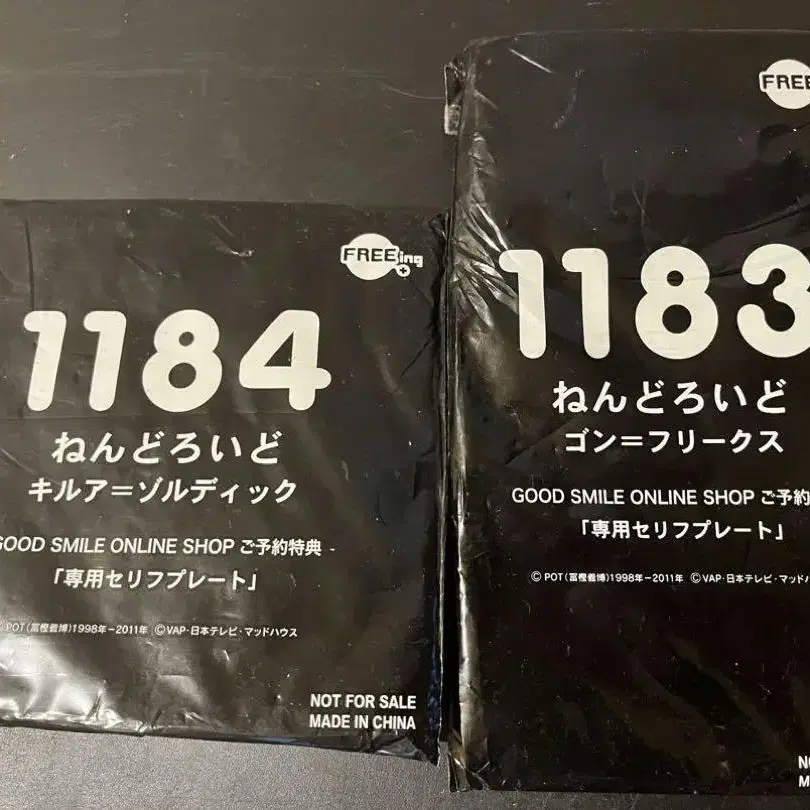 FREEing
1184
ねんどろいど
キルア=ゾルディック
GOOD SMILE ONLINE SHOP ご予約特典 -
「専用セリフプレート」
POT(冨樫義博)1998年-2011年 ©VAP・日本テレビ・マッドハウス
NOT FOR SALE
MADE IN CHINA
FREE
1183
ねんどろいど
ゴン=フリークス
GOOD SMILE ONLINE SHOP ご予約
「専用セリフプレート」
©POT(冨樫義博)1998年-2011年 ©VAP・日本テレビ・マッドハ